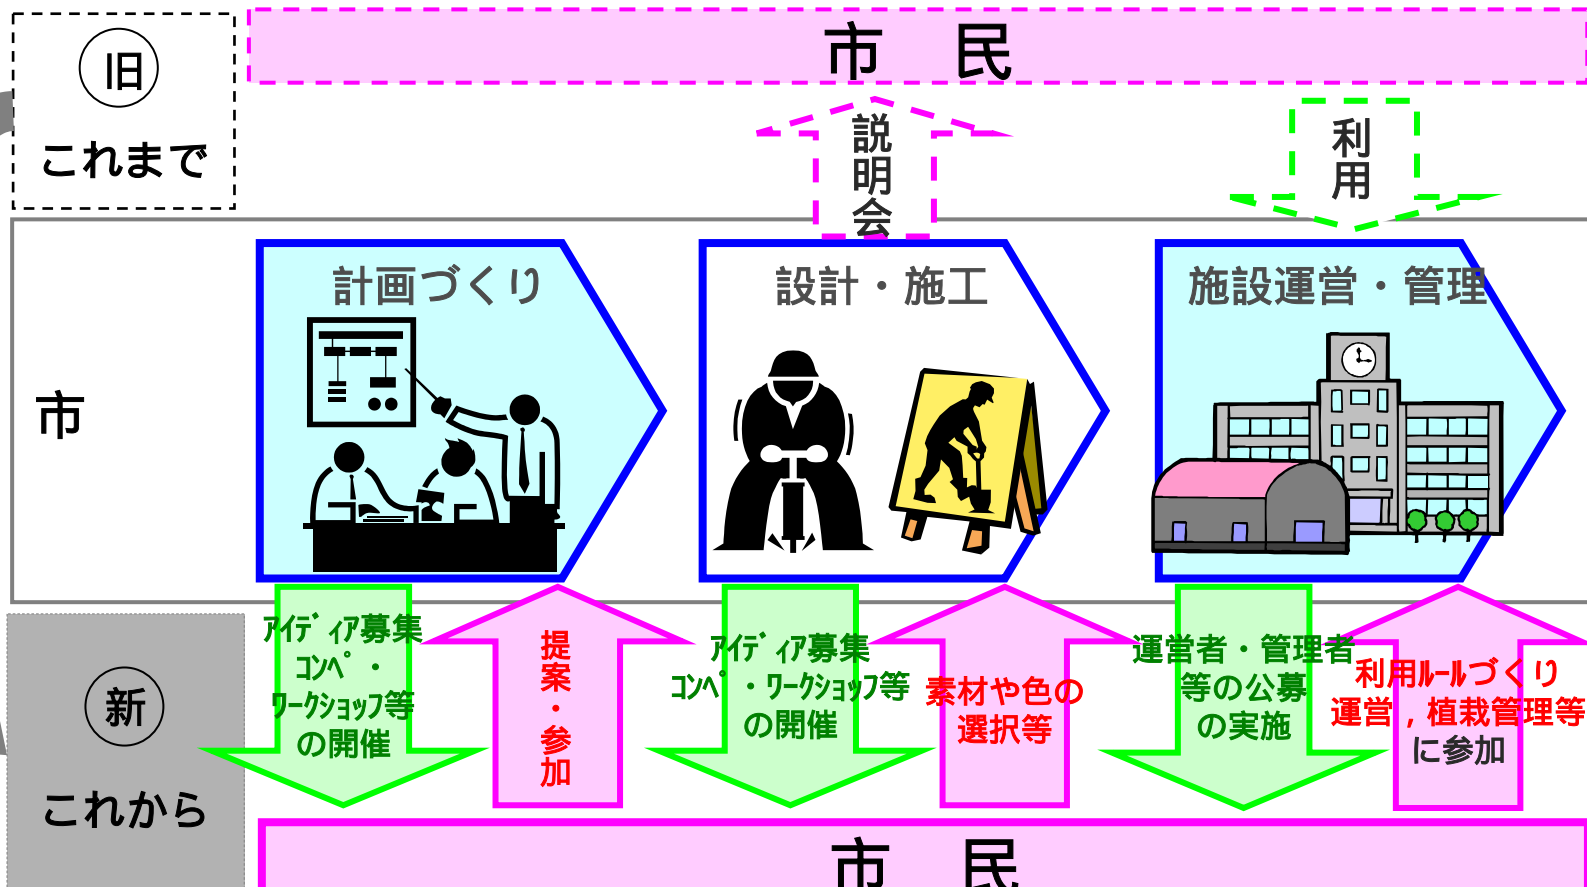 旧
これまで
市 民
説明会
利用
市
計画づくり
設計・施工
施設運営・管理
新
これから
ｱｲﾃﾞｨｱ募集
ｺﾝﾍﾟ・
ﾜｰｸｼｮｯﾌﾟ等
の開催
提案・参加
ｱｲﾃﾞｨｱ募集
ｺﾝﾍﾟ・ﾜｰｸｼｮｯﾌﾟ等
の開催
素材や色の
選択等
運営者・管理者
等の公募
の実施
利用ﾙｰﾙづくり
運営，植栽管理等
に参加
市 民